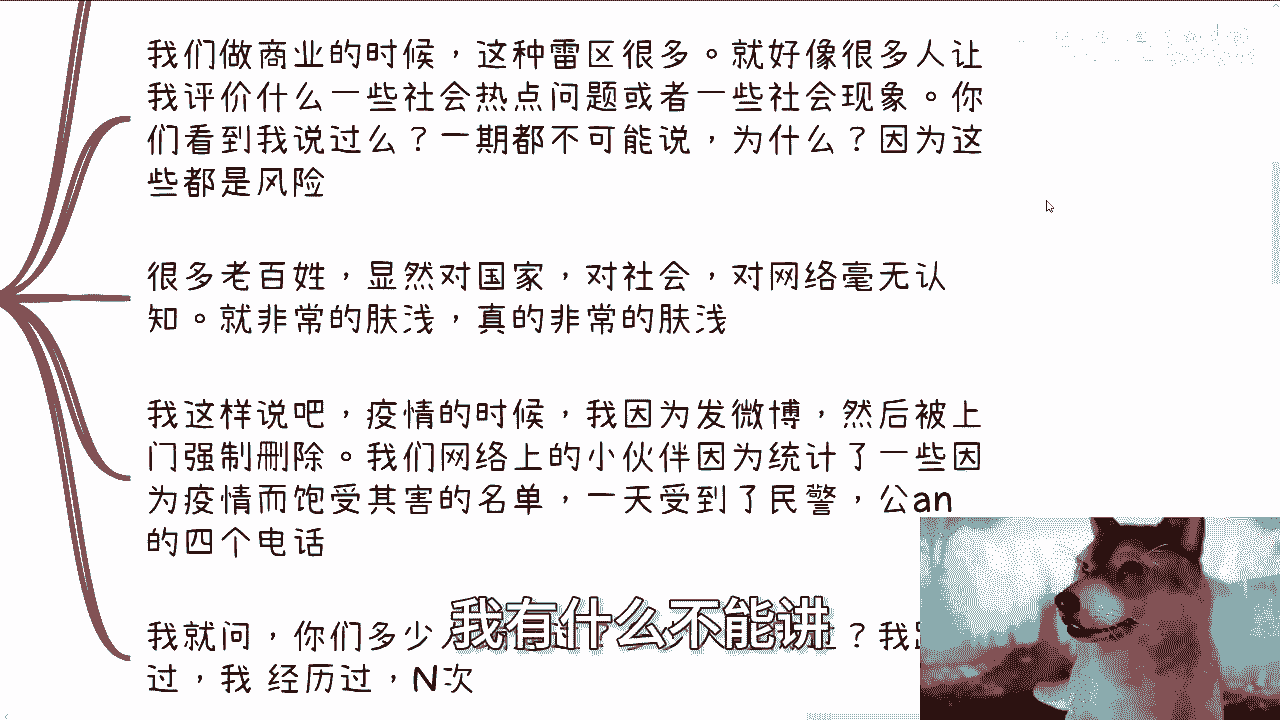 我们做商业的时候，这种雷区很多。就好像很多人让
我评价什么一些社会热点问题或者一些社会现象。你
们看到我说过么？一期都不可能说，为什么？因为这
些都是风险
很多老百姓，显然对国家，对社会，对网络毫无认
知。就非常的肤浅，真的非常的肤浅
我这样说吧，疫情的时候，我因为发微博，然后被上
门强制删除。我们网络上的小伙伴因为统计了一些因
为疫情而饱受其害的名单，一天受到了民警，公an
的四个电话
我就问，你们多少 ？我
过，我 经历过，N次
我有什么不能讲